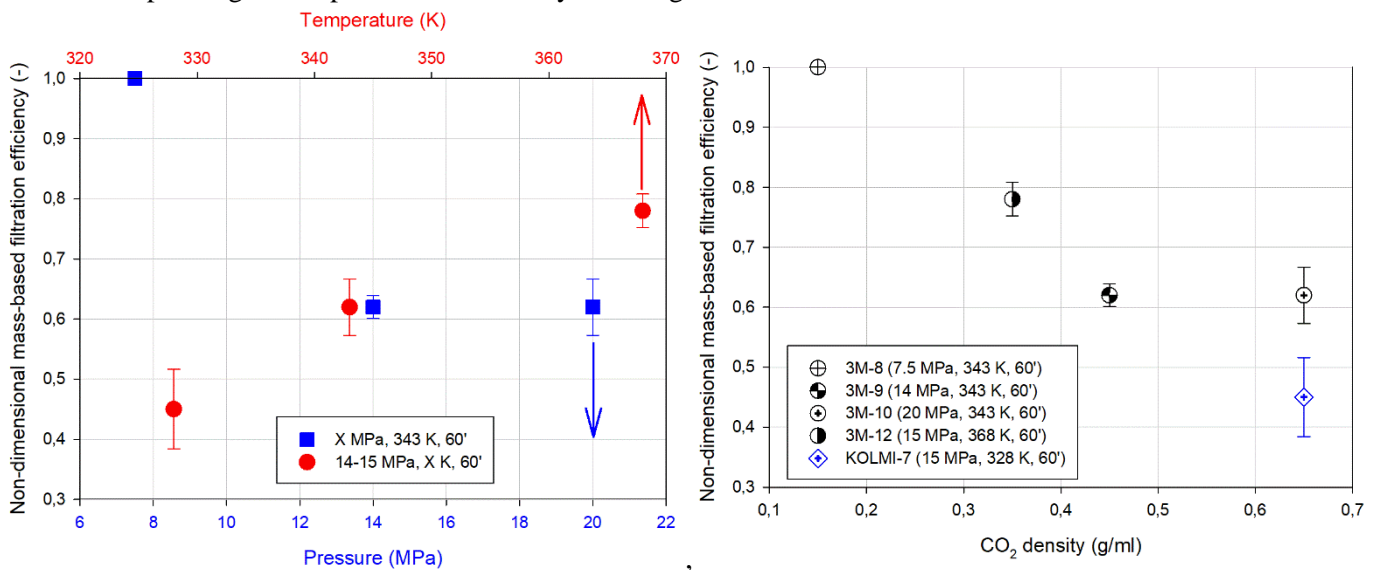 Temperature (K)
320 330 340 350 360 370
Non-dimensional mass-based filtration efficiency (-)
1,0
0,9
0,8
0,7
0,6
0,5
0,4
0,3
X MPa, 343 K, 60'
14-15 MPa, X K, 60'
6 8 10 12 14 16 18 20 22
Pressure (MPa)
,
Non-dimensional mass-based filtration efficiency (-)
1,0
0,9
0,8
0,7
0,6
0,5
0,4
0,3
3M-8 (7.5 MPa, 343 K, 60')
3M-9 (14 MPa, 343 K, 60')
3M-10 (20 MPa, 343 K, 60')
3M-12 (15 MPa, 368 K, 60')
KOLMI-7 (15 MPa, 328 K, 60')
0,1 0,2 0,3 0,4 0,5 0,6 0,7
CO2 density (g/ml)